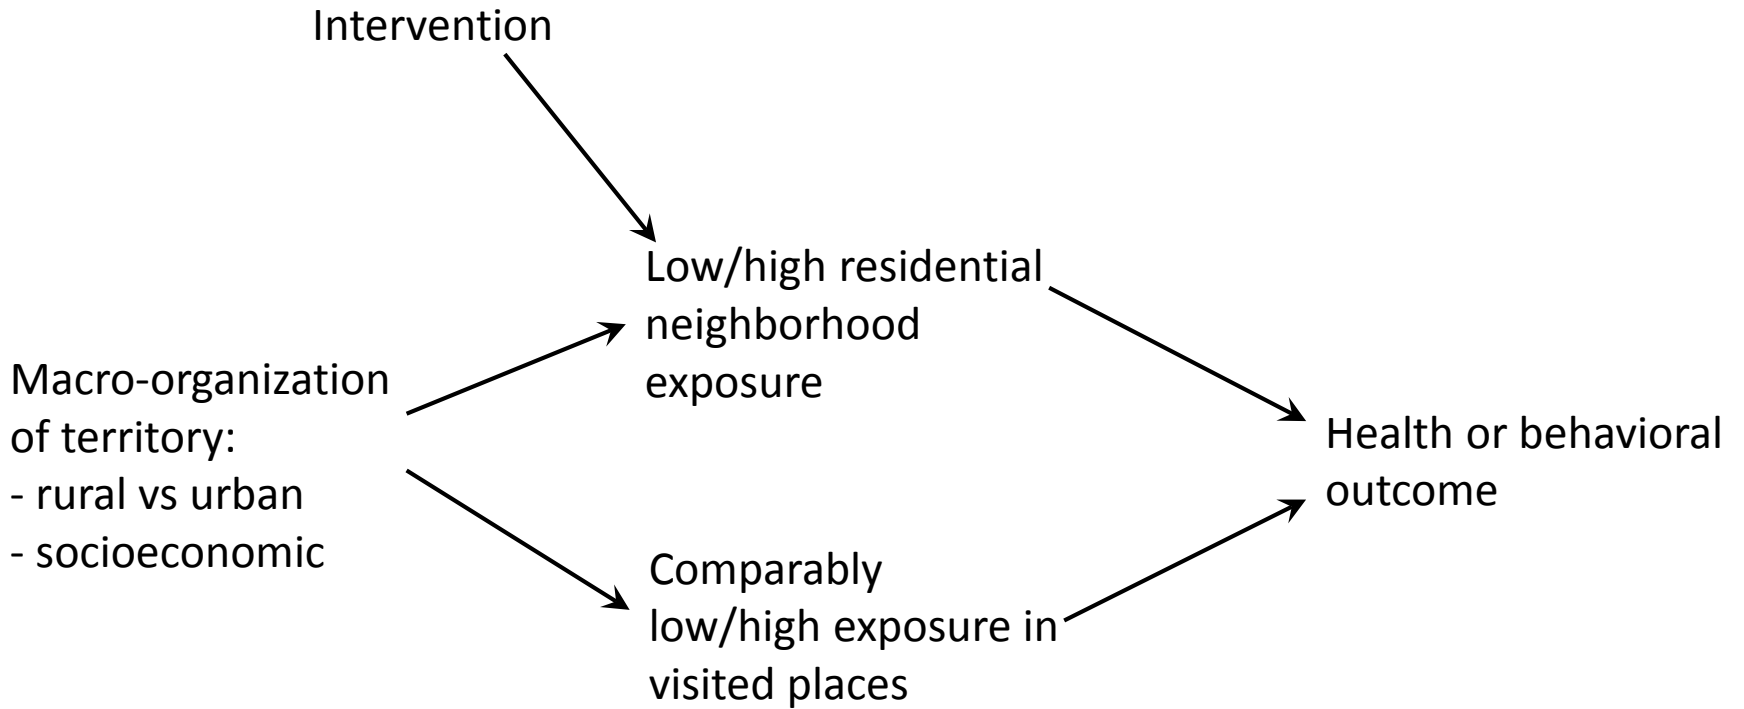 Intervention
Low/high residential
neighborhood
exposure
Macro-organization
of territory:
- rural vs urban
- socioeconomic
Health or behavioral
outcome
Comparably
low/high exposure in
visited places